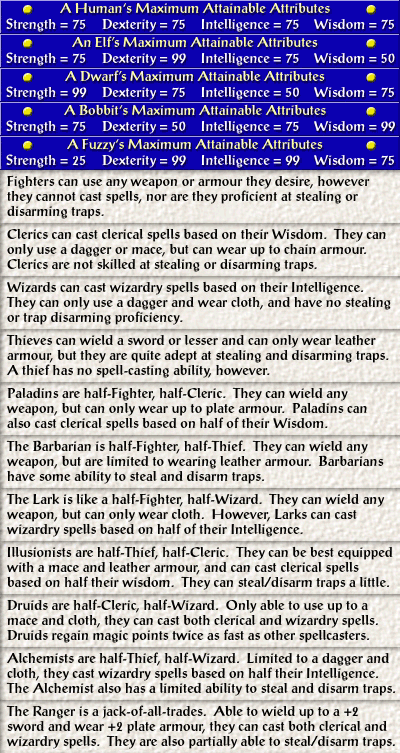 A Human's Maximum Attainable Attributes
Strength = 75 Dexterity = 75 Intelligence = 75 Wisdom = 75
An Elf's Maximum Attainable Attributes
Strength = 75 Dexterity = 99 Intelligence = 75 Wisdom = 50
A Dwarf's Maximum Attainable Attributes
Strength = 99 Dexterity = 75 Intelligence = 50 Wisdom = 75
A Bobbit's Maximum Attainable Attributes
Strength = 75 Dexterity = 50 Intelligence = 75 Wisdom = 99
A Fuzzy's Maximum Attainable Attributes
Strength = 25 Dexterity = 99 Intelligence = 99 Wisdom = 75
Fighters can use any weapon or armour they desire, however
they cannot cast spells, nor are they proficient at stealing or
disarming traps.
Clerics can cast clerical spells based on their Wisdom. They can
only use a dagger or mace, but can wear up to chain armour.
Clerics are not skilled at stealing or disarming traps.
Wizards can cast wizardry spells based on their Intelligence.
They can only use a dagger and wear cloth, and have no stealing
or trap disarming proficiency.
Thieves can wield a sword or lesser and can only wear leather
armour, but they are quite adept at stealing and disarming traps.
A thief has no spell-casting ability, however.
Paladins are half-Fighter, half-Cleric. They can wield any
weapon, but can only wear up to plate armour. Paladins can
also cast clerical spells based on half of their Wisdom.
The Barbarian is half-Fighter, half-Thief. They can wield any
weapon, but are limited to wearing leather armour. Barbarians
have some ability to steal and disarm traps.
The Lark is like a half-Fighter, half-Wizard. They can wield any
weapon, but can only wear cloth. However, Larks can cast
wizardry spells based on half of their Intelligence.
Illusionists are half-Thief, half-Cleric. They can be best equipped
with a mace and leather armour, and can cast clerical spells
based on half their wisdom. They can steal/disarm traps a little.
Druids are half-Cleric, half-Wizard. Only able to use up to a
mace and cloth, they can cast both clerical and wizardry spells.
Druids regain magic points twice as fast as other spellcasters.
Alchemists are half-Thief, half-Wizard. Limited to a dagger and
cloth, they cast wizardry spells based on half their Intelligence.
The Alchemist also has a limited ability to steal and disarm traps.
The Ranger is a jack-of-all-trades. Able to wield up to a +2
sword and wear +2 plate armour, they can cast both clerical and
wizardry spells. They are also partially able to steal/disarm traps.